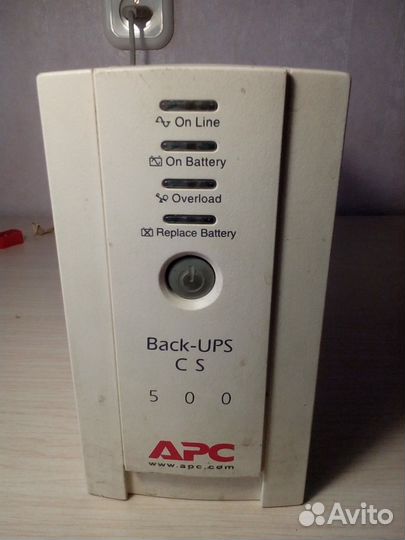 On Line
On Battery
Overload
Replace Battery
Back-UPS
CS
500
APC
www.apc.com
Avito